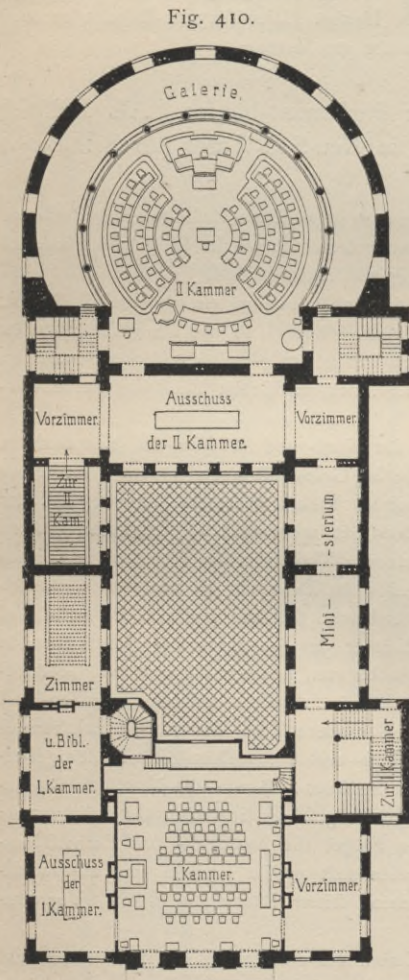 Fig. 410.
Galerie.
II Kammer
Vorzimmer.
Ausschuss
der II. Kammer.
Vorzimmer.
Zur
II.
Kam.
-sterium
Mini-
Zimmer
u. Bibl.
der
I. Kammer.
Zur I Kammer
Ausschuss
der
I. Kammer.
I. Kammer.
Vorzimmer